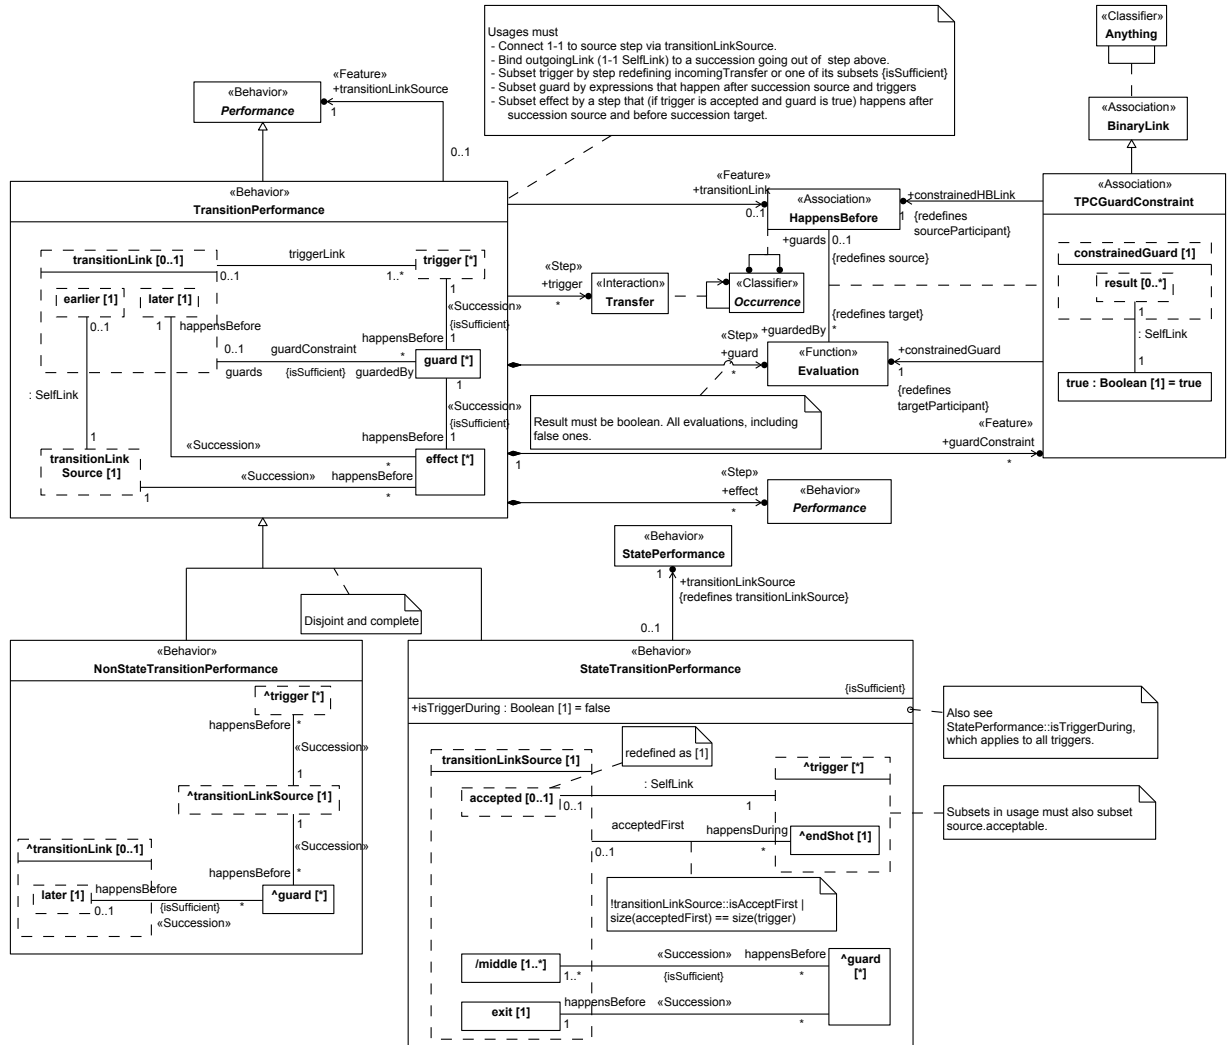 Usages must
- Connect 1-1 to source step via transitionLinkSource.
- Bind outgoingLink (1-1 SelfLink) to a succession going out of  step above.
- Subset trigger by step redefining incomingTransfer or one of its subsets {isSufficient}
- Subset guard by expressions that happen after succession source and triggers
- Subset effect by a step that (if trigger is accepted and guard is true) happens after
succession source and before succession target.
«Classifier»
Anything
«Association»
BinaryLink
«Behavior»
Performance
«Feature»
+transitionLinkSource
1
0..1
«Behavior»
TransitionPerformance
transitionLink [0..1]
triggerLink
0..1
1..*
trigger [*]
earlier [1]
later [1]
0..1
1
happensBefore
1
«Succession»
{isSufficient}
happensBefore
1
0..1
guardConstraint
*
guards
{isSufficient}
guardedBy
guard [*]
: SelfLink
1
«Succession»
{isSufficient}
happensBefore
1
1
«Succession»
*
transitionLink
Source [1]
«Succession»
happensBefore
1
*
effect [*]
«Feature»
+transitionLink
0..1
«Association»
HappensBefore
+constrainedHBLink
1
{redefines
sourceParticipant}
+guards
0..1
{redefines source}
«Step»
+trigger
*
«Interaction»
Transfer
«Classifier»
Occurrence
{redefines target}
+guardedBy
*
«Step»
+guard
*
«Function»
Evaluation
+constrainedGuard
1
{redefines
targetParticipant}
Result must be boolean. All evaluations, including
false ones.
«Association»
TPCGuardConstraint
constrainedGuard [1]
result [0..*]
1
: SelfLink
1
true : Boolean [1] = true
«Feature»
+guardConstraint
1
*
«Step»
+effect
*
«Behavior»
Performance
«Behavior»
StatePerformance
1
+transitionLinkSource
{redefines transitionLinkSource}
0..1
Disjoint and complete
«Behavior»
NonStateTransitionPerformance
^trigger [*]
happensBefore
*
«Succession»
1
^transitionLinkSource [1]
1
«Succession»
happensBefore
*
^transitionLink [0..1]
later [1]
happensBefore
0..1
{isSufficient}
*
«Succession»
^guard [*]
«Behavior»
StateTransitionPerformance
{isSufficient}
+isTriggerDuring : Boolean [1] = false
Also see
StatePerformance::isTriggerDuring,
which applies to all triggers.
redefined as [1]
transitionLinkSource [1]
accepted [0..1]
: SelfLink
0..1
1
^trigger [*]
acceptedFirst
happensDuring
0..1
*
^endShot [1]
Subsets in usage must also subset
source.acceptable.
!transitionLinkSource::isAcceptFirst |
size(acceptedFirst) == size(trigger)
/middle [1..*]
«Succession»
happensBefore
1..*
{isSufficient}
*
^guard
[*]
exit [1]
happensBefore
«Succession»
1
*